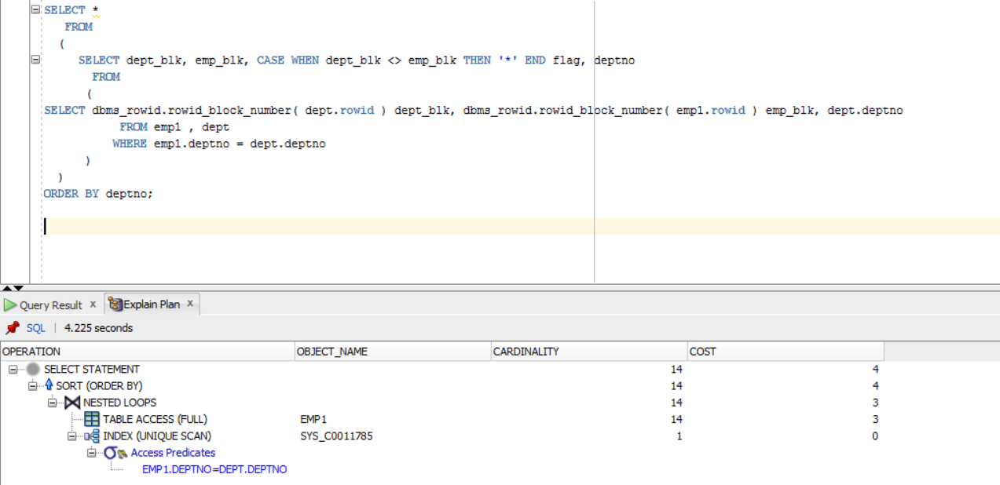 SELECT *
FROM
(
SELECT dept_blk, emp_blk, CASE WHEN dept_blk <> emp_blk THEN '*' END flag, deptno
FROM
(
SELECT dbms_rowid.rowid_block_number( dept.rowid ) dept_blk, dbms_rowid.rowid_block_number( emp1.rowid ) emp_blk, dept.deptno
FROM emp1 , dept
WHERE emp1.deptno = dept.deptno
)
)
ORDER BY deptno;
Query Result x Explain Plan x
SQL | 4.225 seconds
OPERATION OBJECT_NAME CARDINALITY COST
SELECT STATEMENT 14 4
SORT (ORDER BY) 14 4
NESTED LOOPS 14 3
TABLE ACCESS (FULL) EMP1 14 3
INDEX (UNIQUE SCAN) SYS_C0011785 1 0
Access Predicates
EMP1.DEPTNO=DEPT.DEPTNO